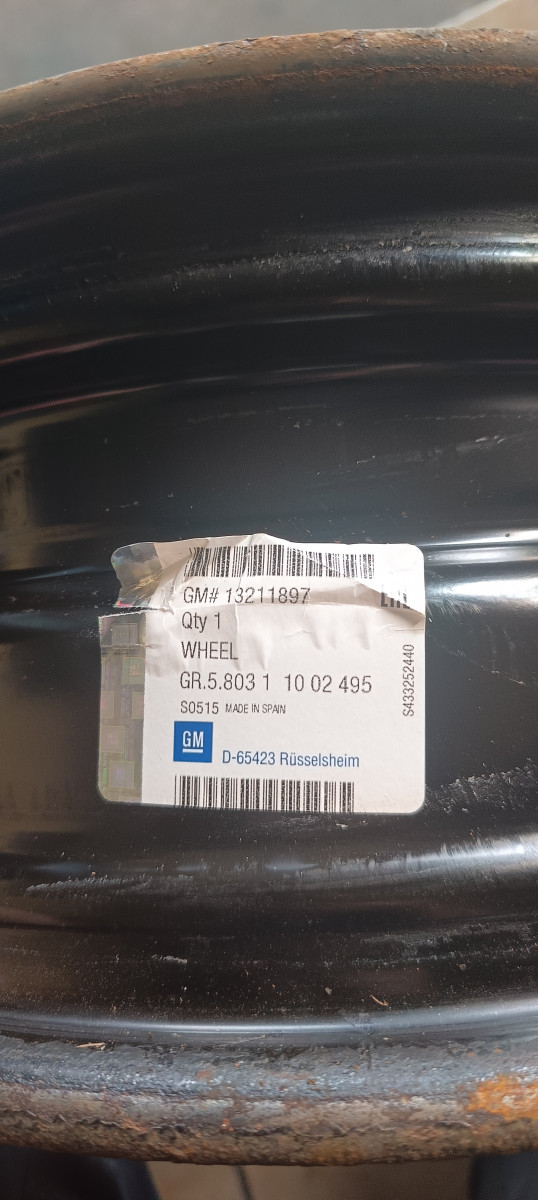 GM# 13211897
Qty 1
WHEEL
GR.5.803 1 10 02 495
S0515 MADE IN SPAIN
GM
D-65423 Rüsselsheim
S433252440